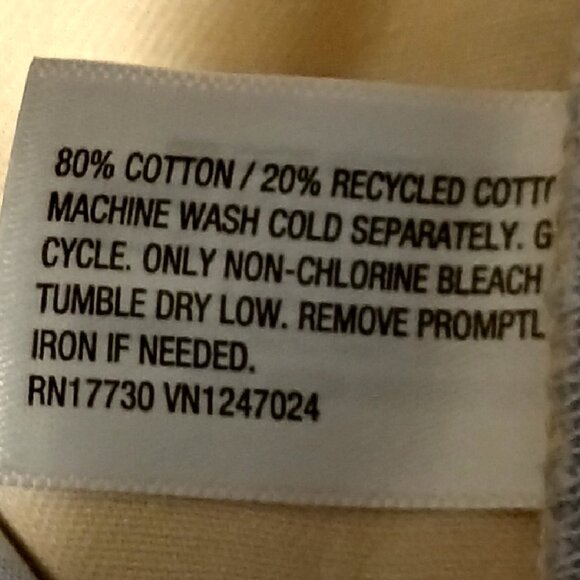 80% COTTON / 20% RECYCLED COTT
MACHINE WASH COLD SEPARATELY. G
CYCLE. ONLY NON-CHLORINE BLEACH
TUMBLE DRY LOW. REMOVE PROMPTL
IRON IF NEEDED.
RN17730 VN1247024